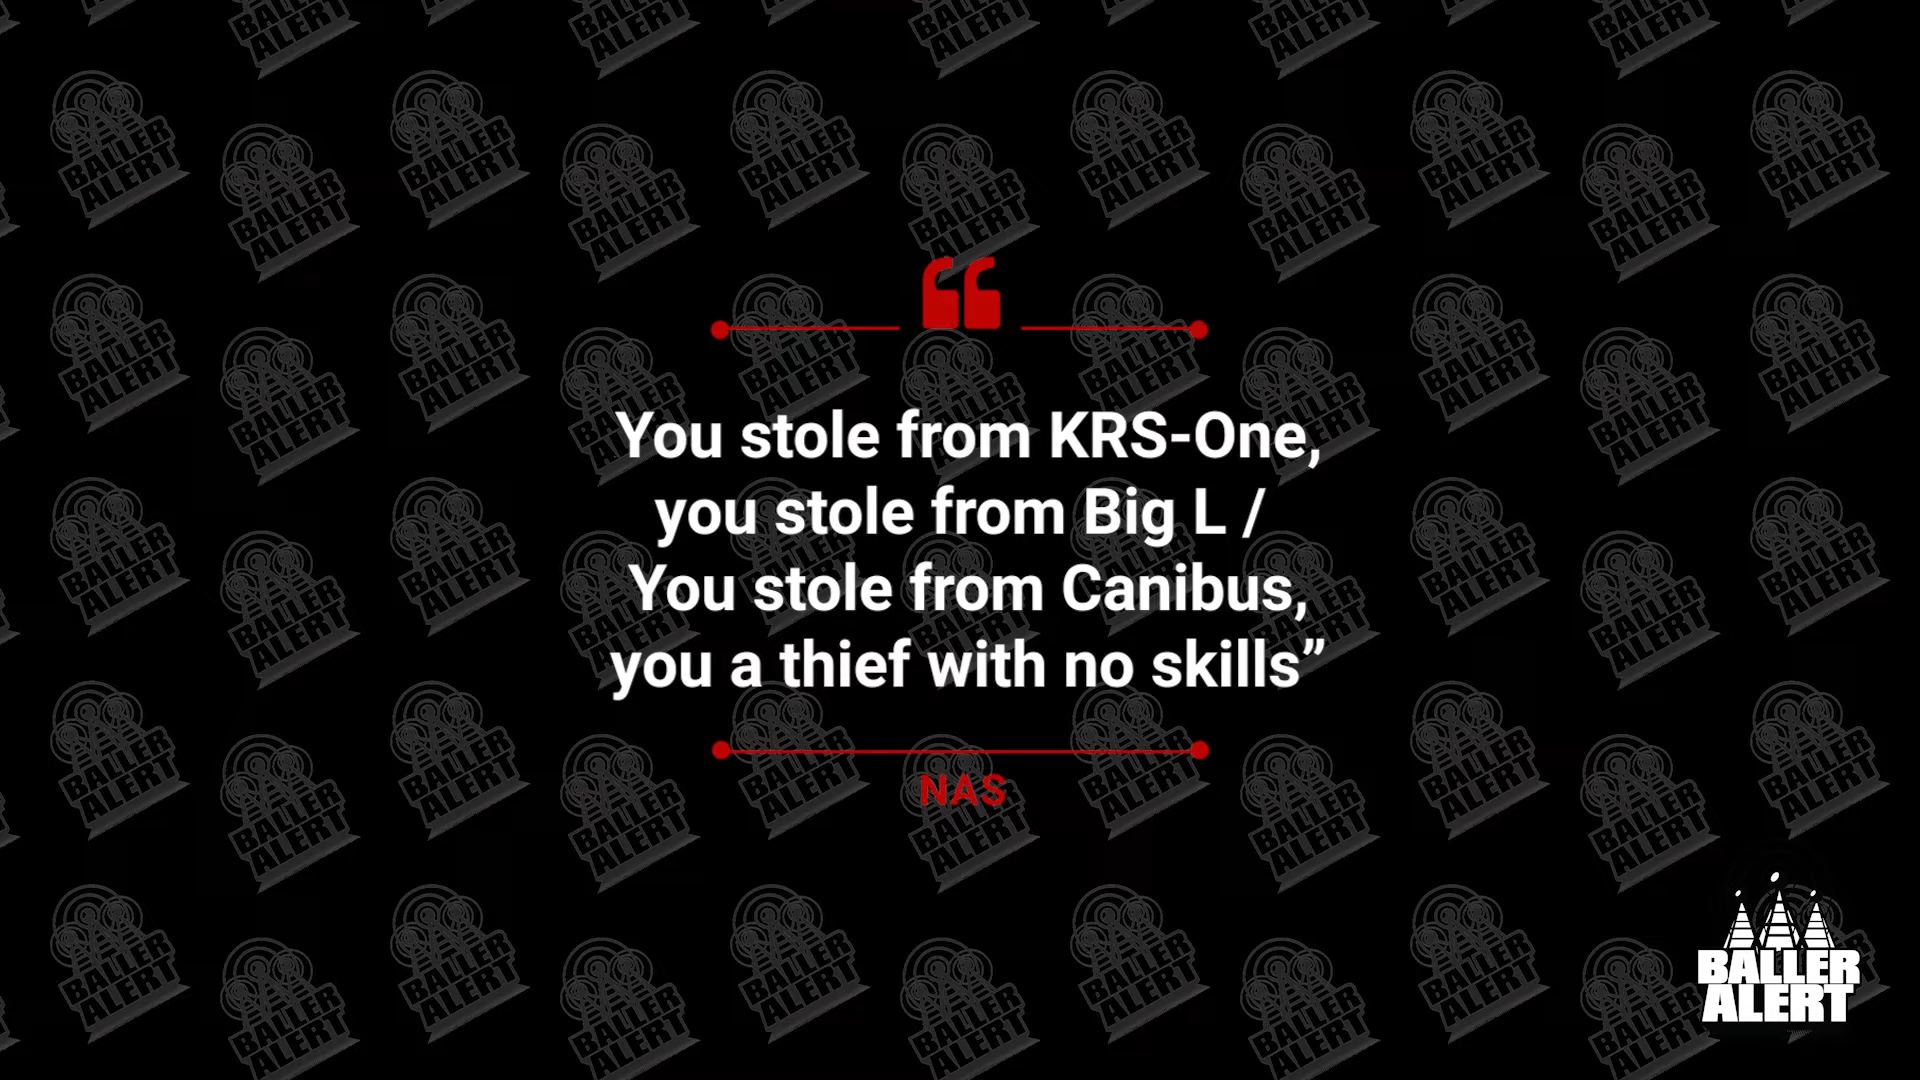 “
You stole from KRS-One,
you stole from Big L /
You stole from Canibus,
you a thief with no skills”
NAS
BALLER
ALERT